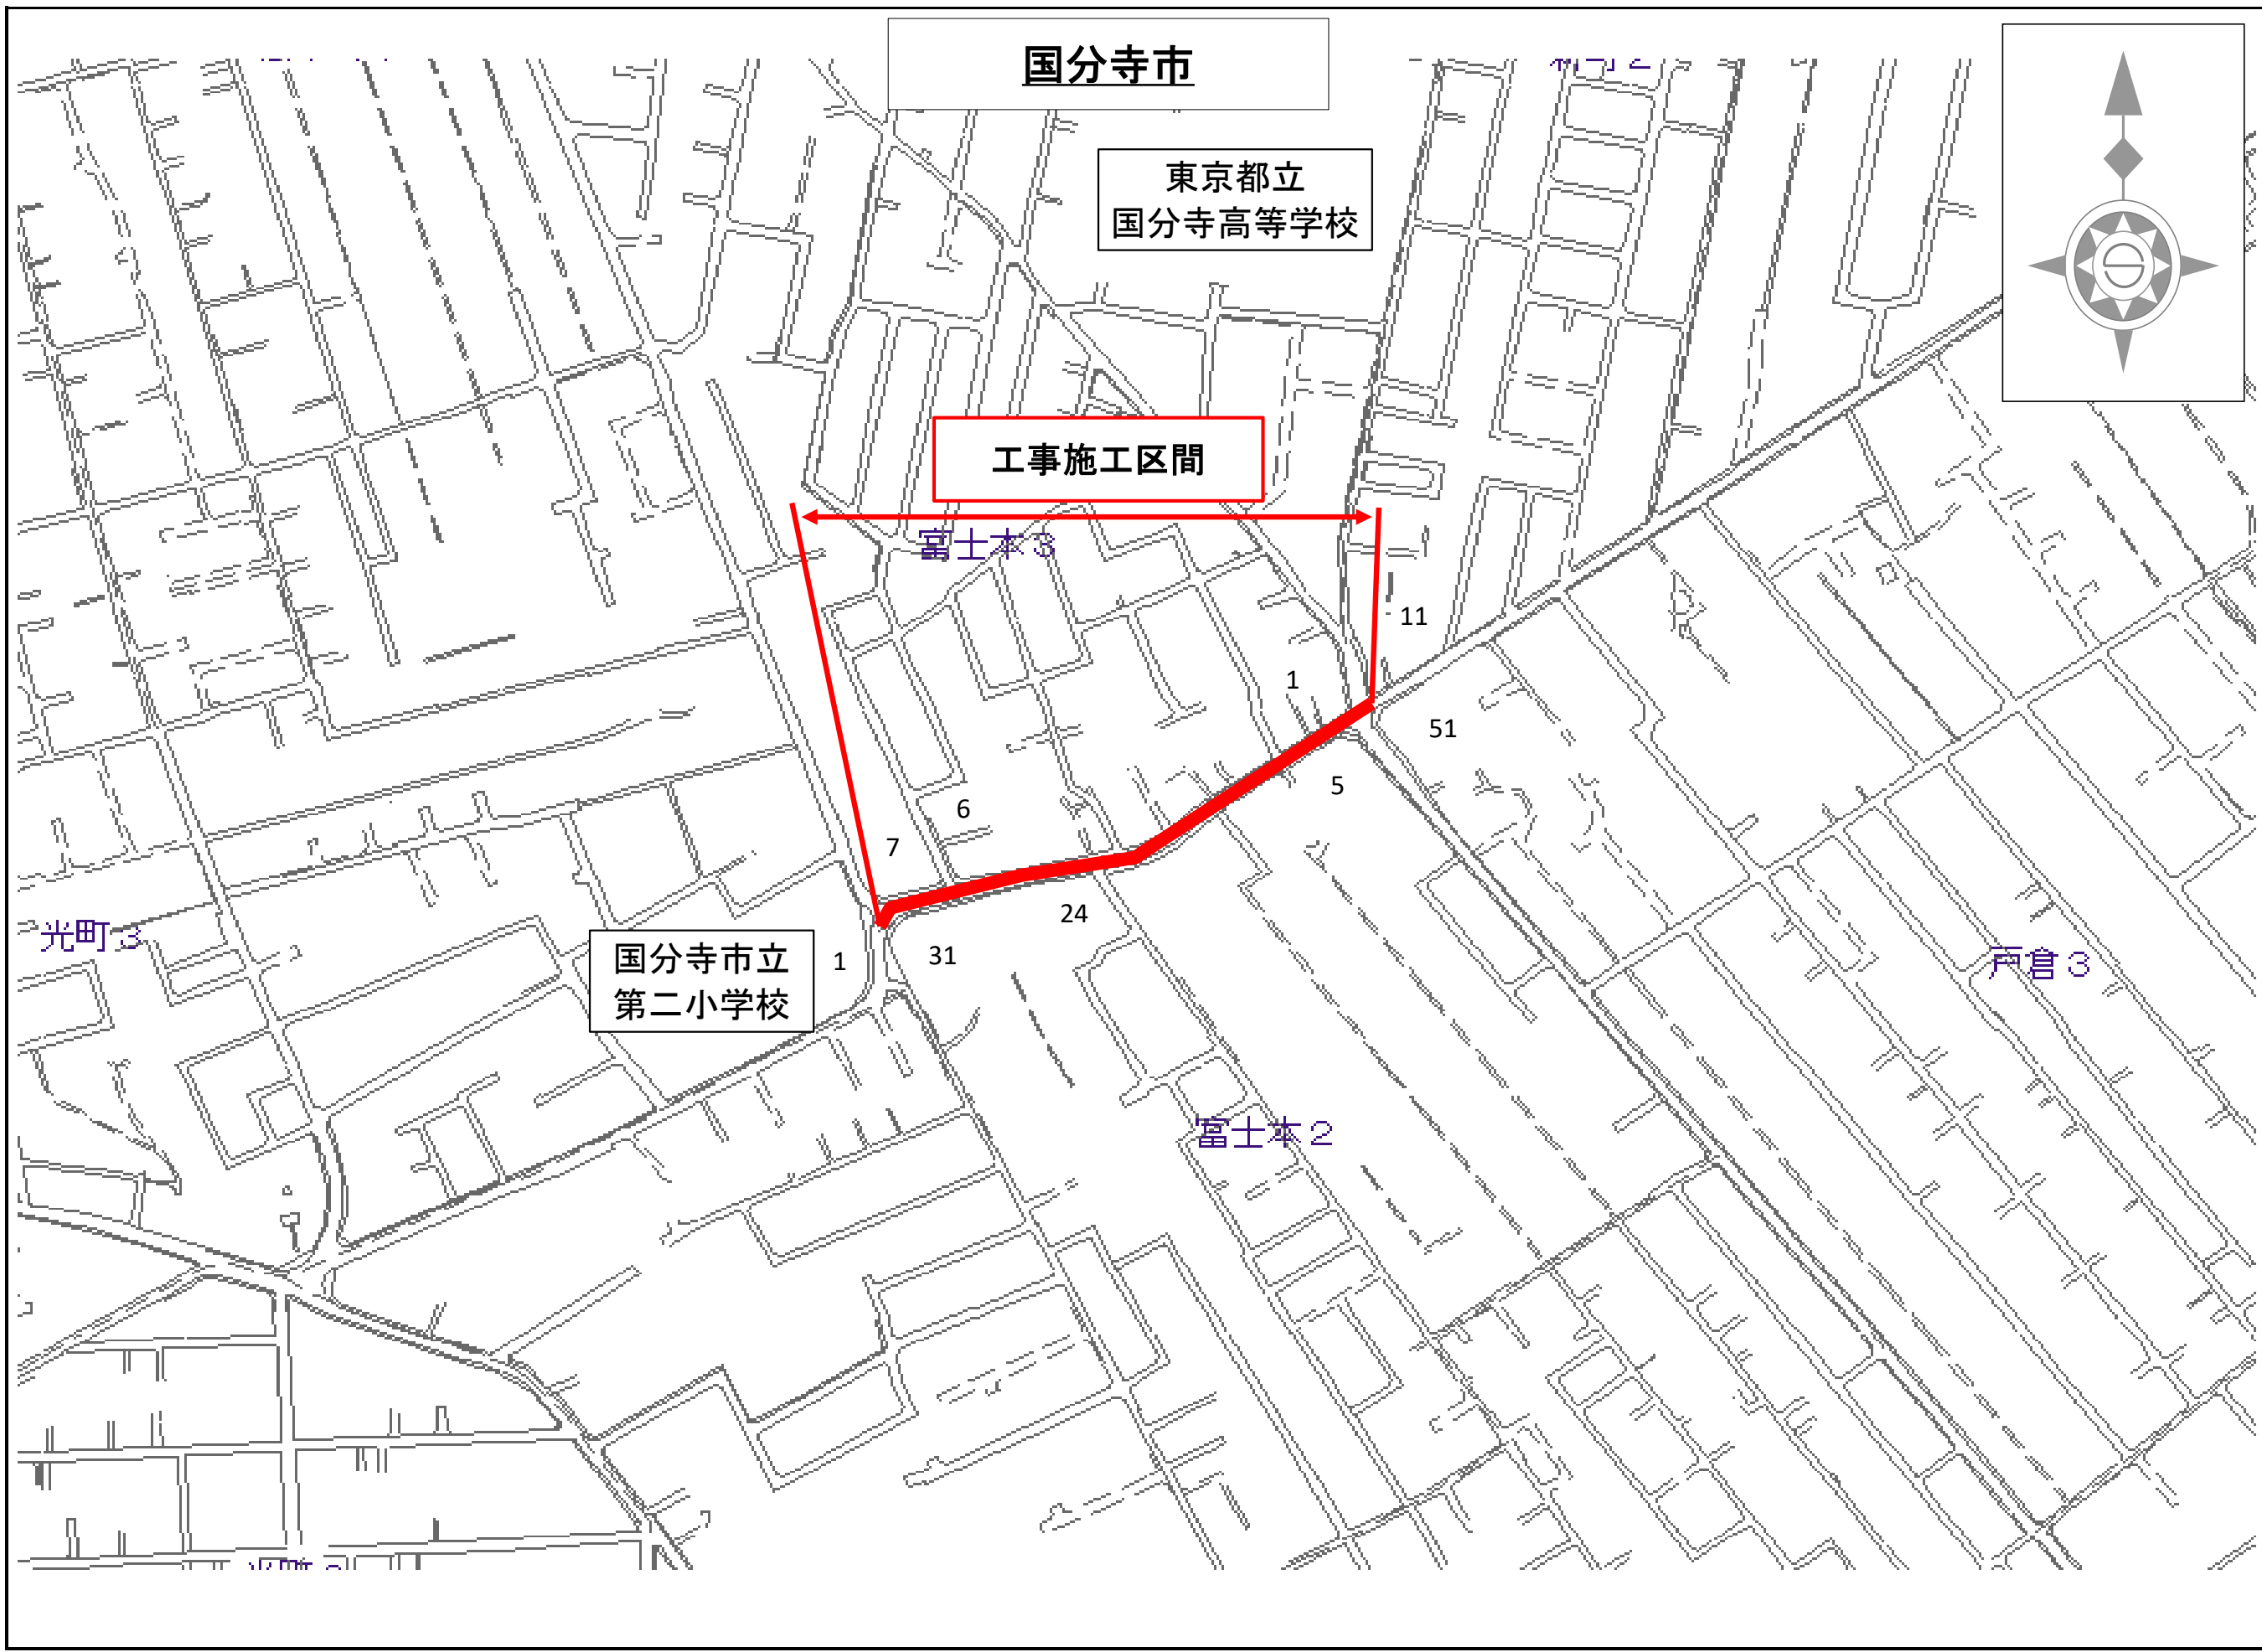 国分寺市
東京都立
国分寺高等学校
工事施工区間
富士本3
11
1
51
5
6
7
24
光町3
国分寺市立
第二小学校
1
31
戸倉3
富士本2